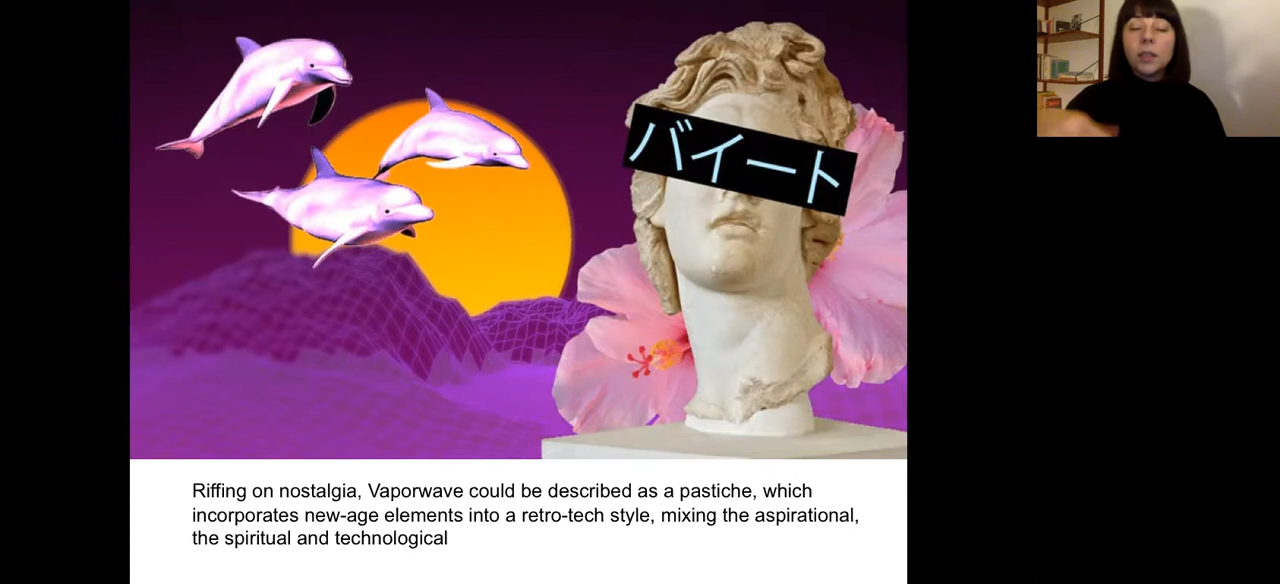 バイート
Riffing on nostalgia, Vaporwave could be described as a pastiche, which
incorporates new-age elements into a retro-tech style, mixing the aspirational,
the spiritual and technological